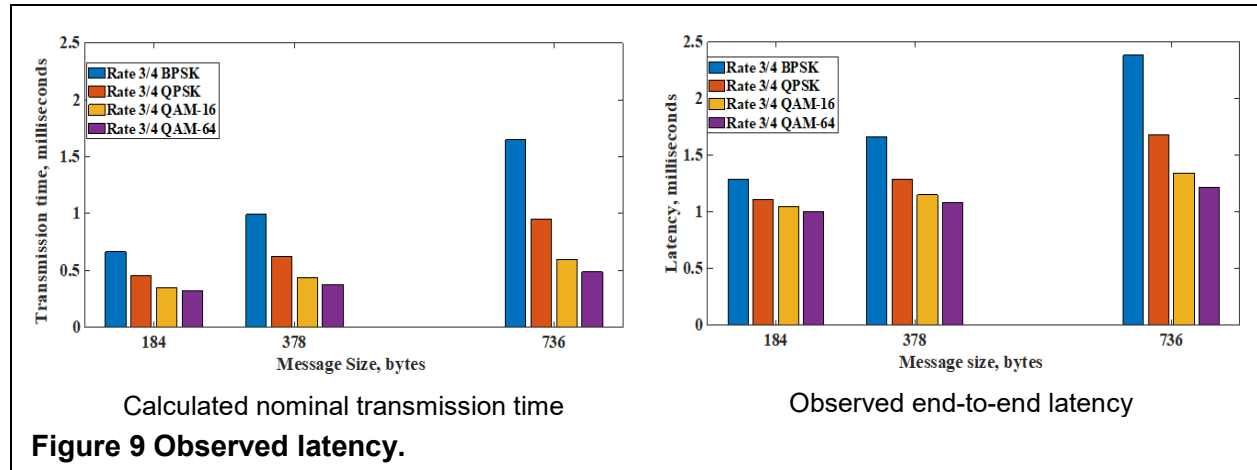 2.5
2
1.5
1
0.5
0
Transmission time, milliseconds
Rate 3/4 BPSK
Rate 3/4 QPSK
Rate 3/4 QAM-16
Rate 3/4 QAM-64
184 378 736
Message Size, bytes
Calculated nominal transmission time
2.5
2
1.5
1
0.5
0
Latency, milliseconds
Rate 3/4 BPSK
Rate 3/4 QPSK
Rate 3/4 QAM-16
Rate 3/4 QAM-64
184 378 736
Message size, bytes
Observed end-to-end latency
Figure 9 Observed latency.